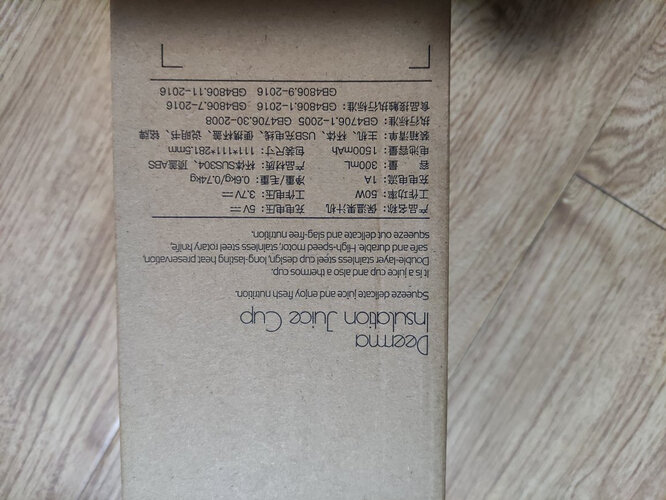 Deerma
Insulation Juice Cup
Squeeze delicate juice and enjoy fresh nutrition.
It is a juice cup and also a thermos cup.
Double-layer stainless steel cup design, long-lasting heat preservation,
safe and durable. High-speed motor, stainless steel rotary knife,
squeeze out delicate and slag-free nutrition.
产品名称：保温果汁机 充电电压：5V⎓
工作功率：50W 工作电压：3.7V⎓
充电电流：1A 净重/毛重：0.6kg/0.74kg
容 量：300mL 产品材质：杯体SUS304、顶盖ABS
电池容量：1500mAh 包装尺寸：111*111*281.5mm
装箱清单：主机、杯体、USB充电线、便携杯盖、说明书、铭牌
执行标准：GB4706.1-2005 GB4706.30-2008
食品接触执行标准：GB4806.1-2016 GB4806.7-2016
GB4806.9-2016 GB4806.11-2016